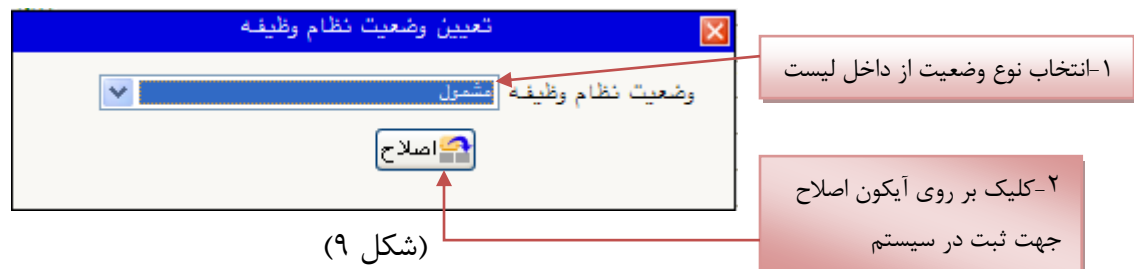 تعیین وضعیت نظام وظیفه
وضعیت نظام وظیفه
مشمول
اصلاح
۱-انتخاب نوع وضعیت از داخل لیست
۲-کلیک بر روی آیکون اصلاح
جهت ثبت در سیستم
(شکل ۹)